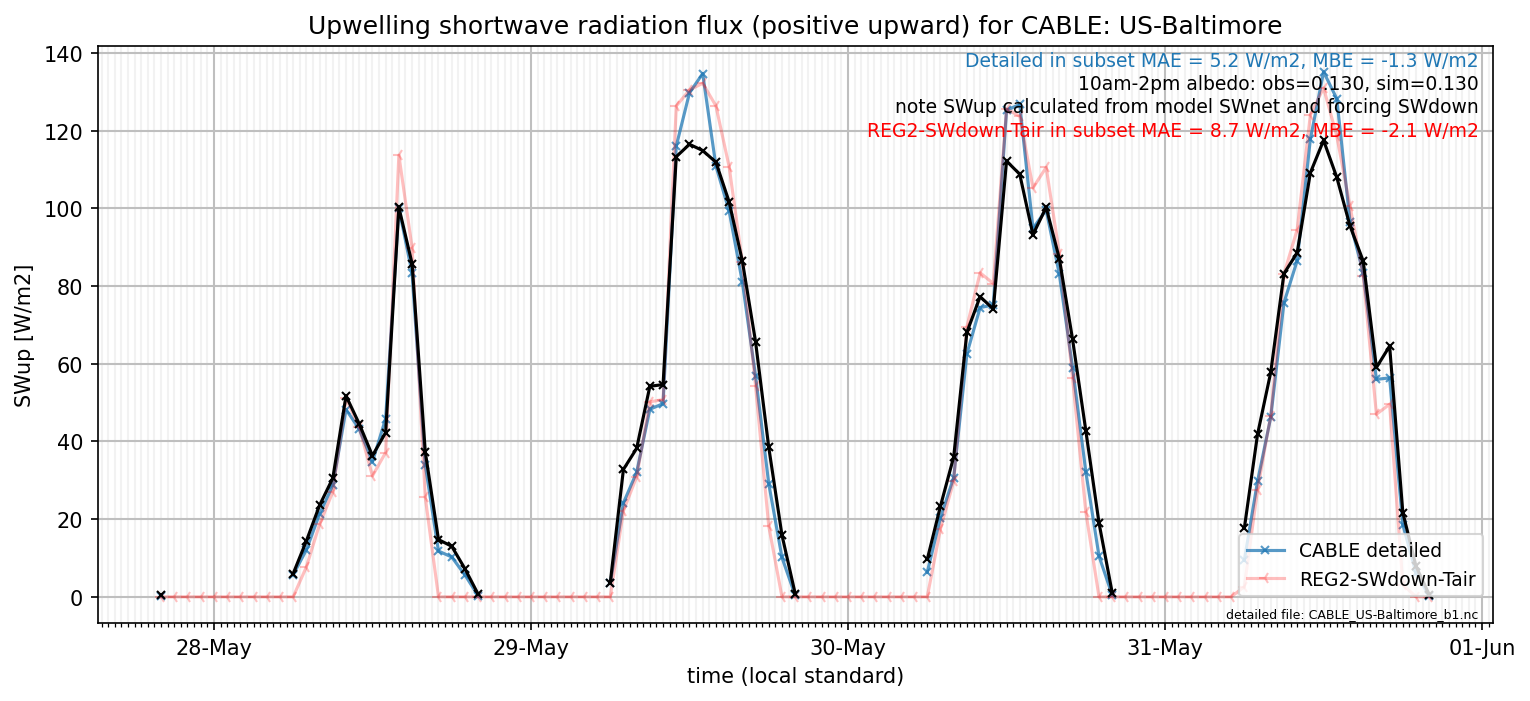 Upwelling shortwave radiation flux (positive upward) for CABLE: US-Baltimore
Detailed in subset MAE = 5.2 W/m2, MBE = -1.3 W/m2
10am-2pm albedo: obs=0.130, sim=0.130
note SWup calculated from model SWnet and forcing SWdown
REG2-SWdown-Tair in subset MAE = 8.7 W/m2, MBE = -2.1 W/m2
SWup [W/m2]
140
120
100
80
60
40
20
0
CABLE detailed
REG2-SWdown-Tair
detailed file: CABLE_US-Baltimore_b1.nc
28-May 29-May 30-May 31-May 01-Jun
time (local standard)